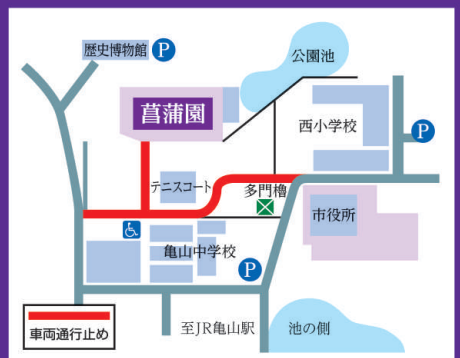 歴史博物館 P
公園池
菖蒲園
西小学校
P
テニスコート
多門櫓
市役所
亀山中学校
P
車両通行止め
至JR亀山駅
池の側